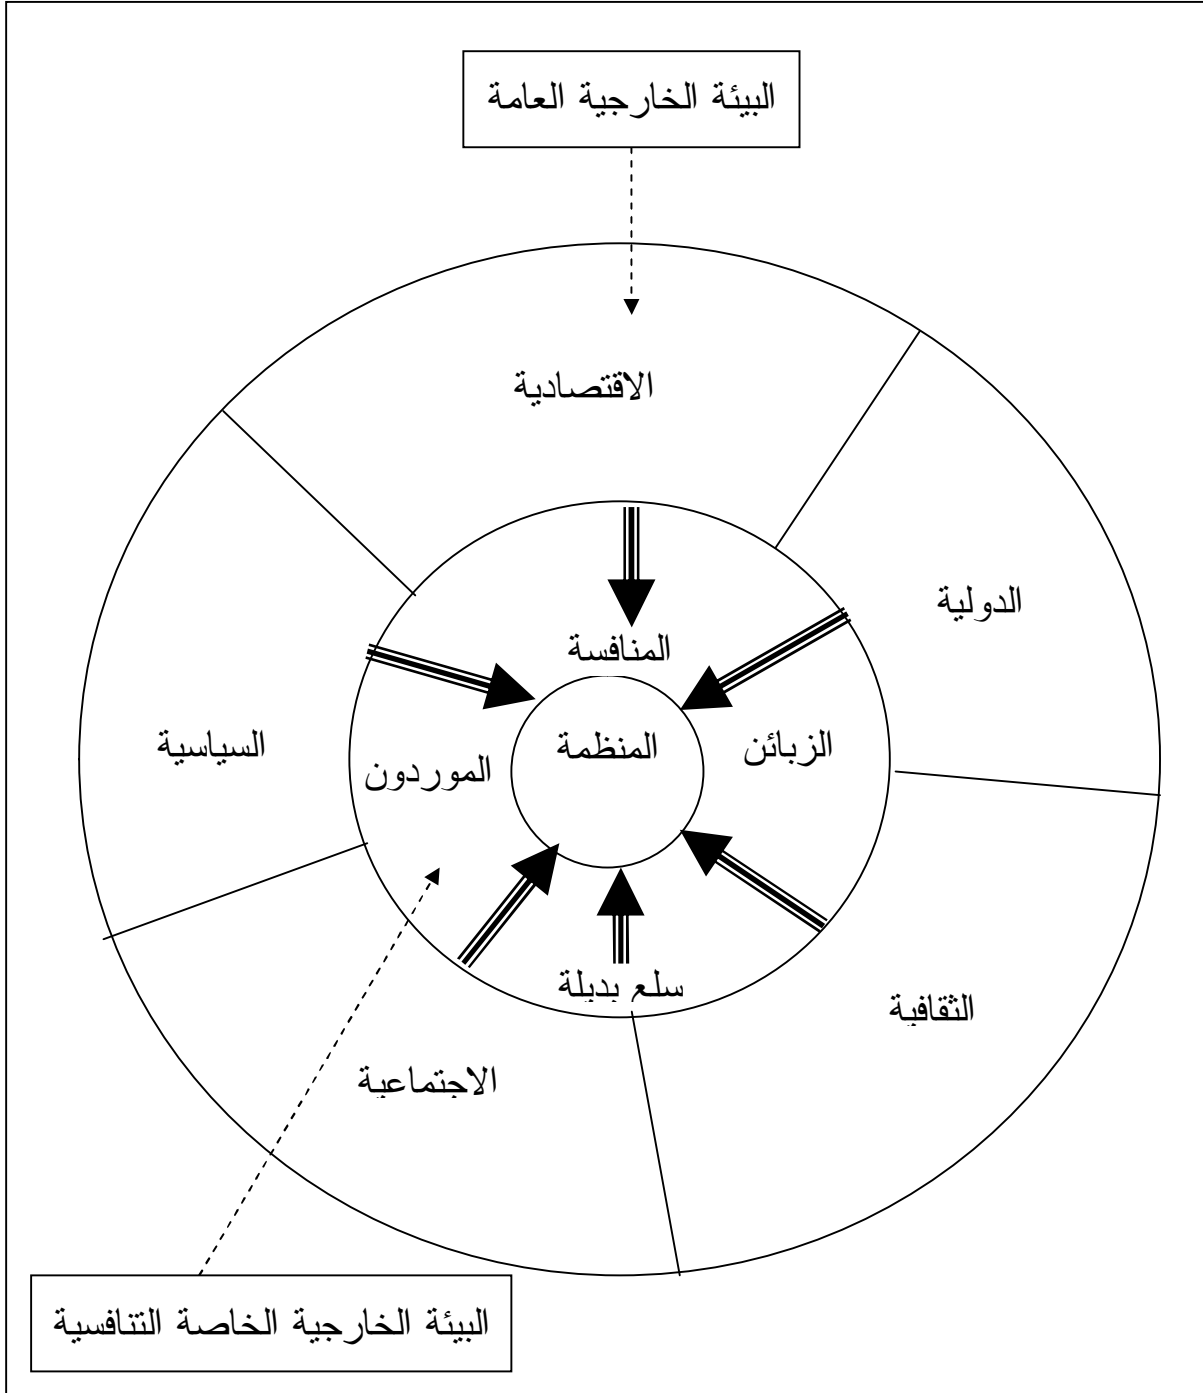 البيئة الخارجية العامة
الاقتصادية
الدولية
المنافسة
السياسية
الموردون
المنظمة
الزبائن
سلع بديلة
الثقافية
الاجتماعية
البيئة الخارجية الخاصة التنافسية